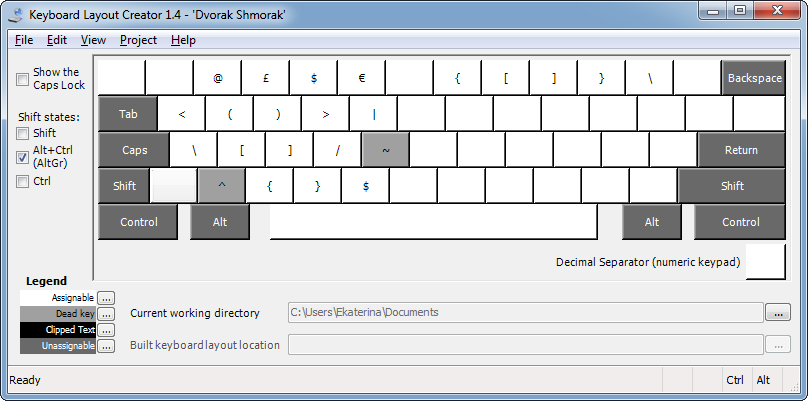 Keyboard Layout Creator 1.4 - 'Dvorak Shmorak'
File Edit View Project Help
Show the
Caps Lock
@ £ $ € { [ ] } \ Backspace
Tab < ( ) > |
Shift states:
Shift
Alt+Ctrl
(AltGr)
Ctrl
Caps \ [ ] / ~ Return
Shift ^ { } $ Shift
Control Alt Alt Control
Decimal Separator (numeric keypad)
Legend
Assignable ...
Dead key ...
Clipped Text ...
Unassignable ...
Current working directory C:\Users\Ekaterina\Documents ...
Built keyboard layout location ...
Ready Ctrl Alt